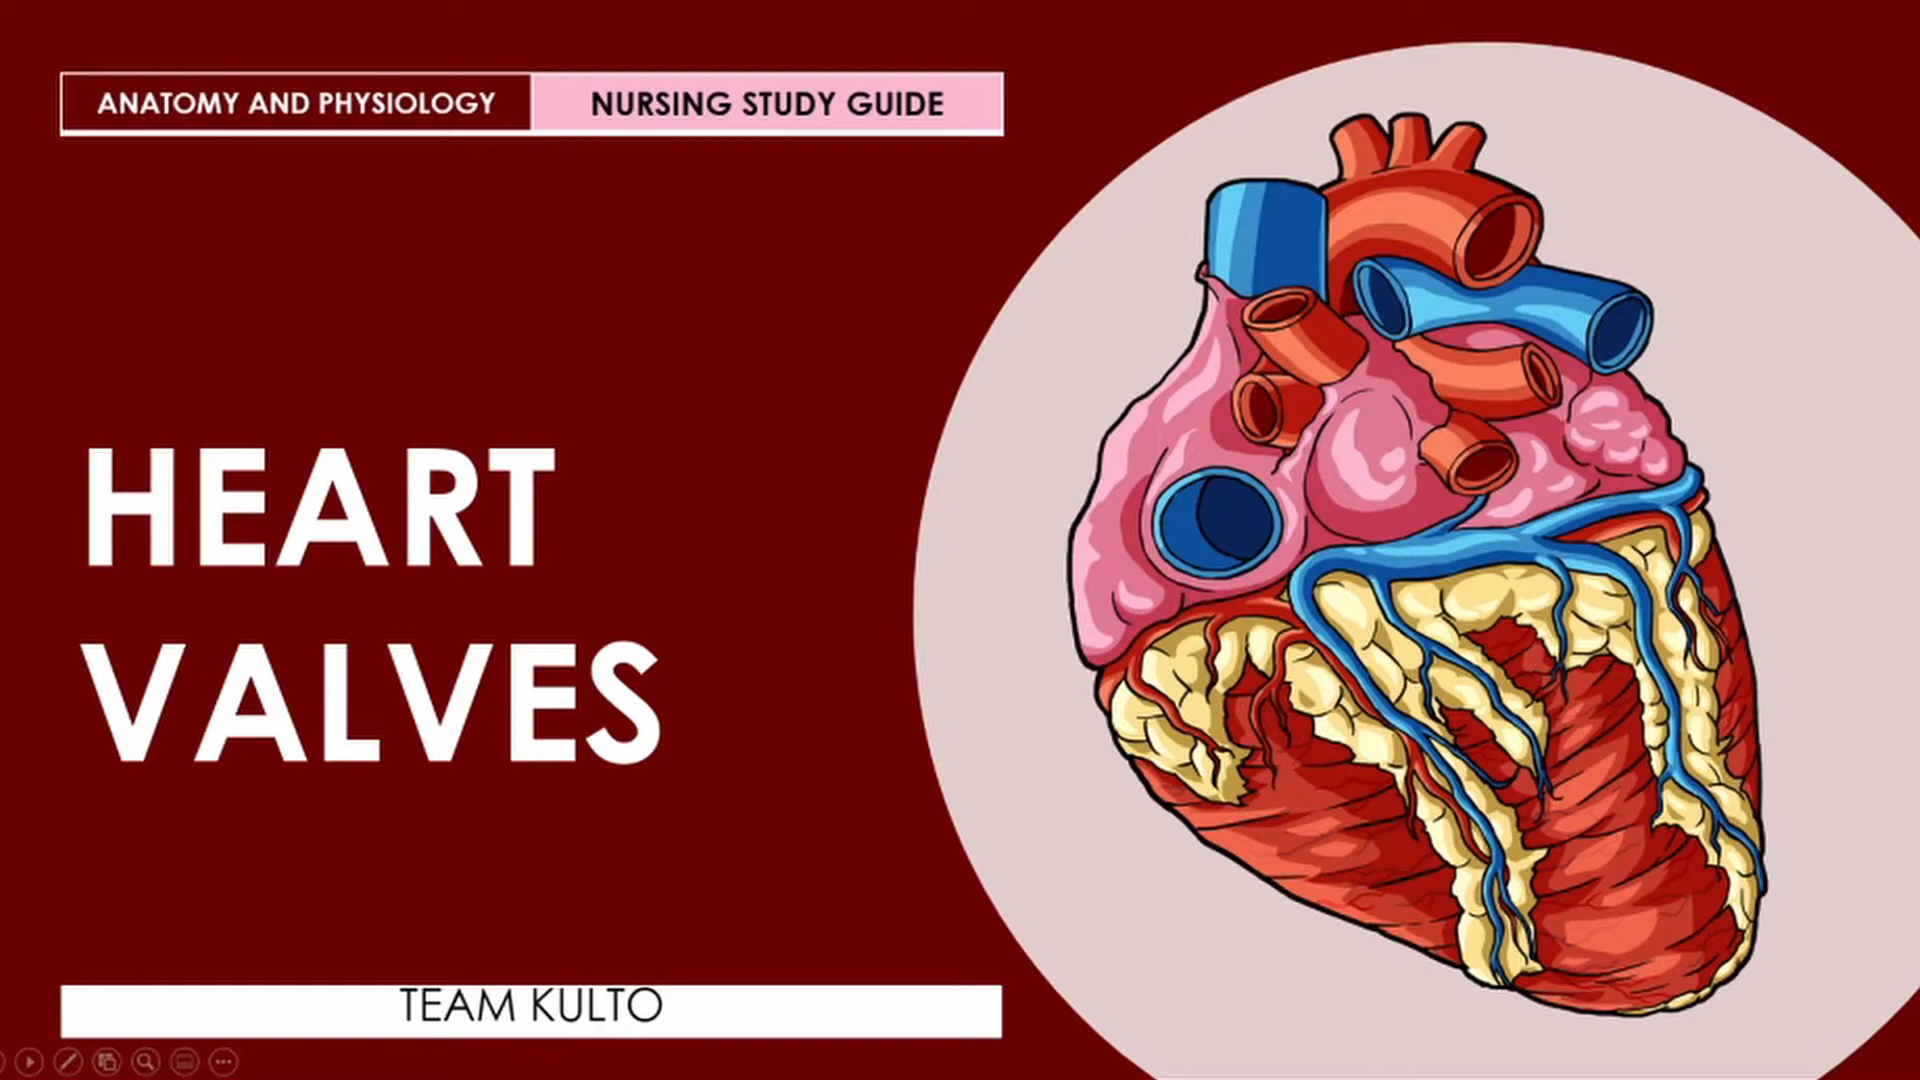 ANATOMY AND PHYSIOLOGY
NURSING STUDY GUIDE
HEART
VALVES
TEAM KULTO